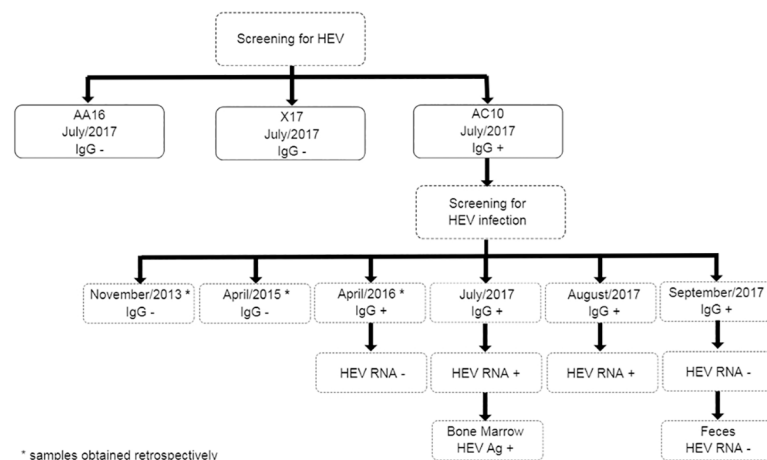 Screening for HEV
AA16
July/2017
IgG -
X17
July/2017
IgG -
AC10
July/2017
IgG +
Screening for
HEV infection
November/2013 *
IgG -
April/2015 *
IgG -
April/2016 *
IgG +
July/2017
IgG +
August/2017
IgG +
September/2017
IgG +
HEV RNA -
HEV RNA +
HEV RNA +
HEV RNA -
Bone Marrow
HEV Ag +
Feces
HEV RNA -
* samples obtained retrospectively